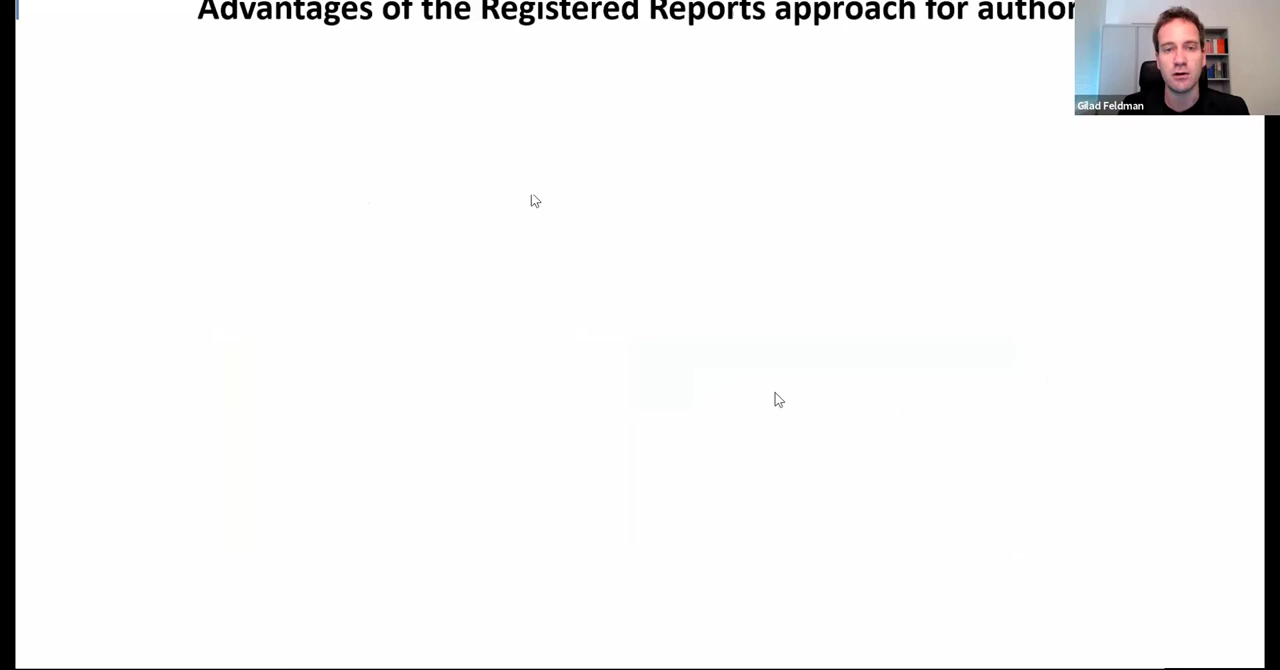 Advantages of the Registered Reports approach for author
Gilad Feldman